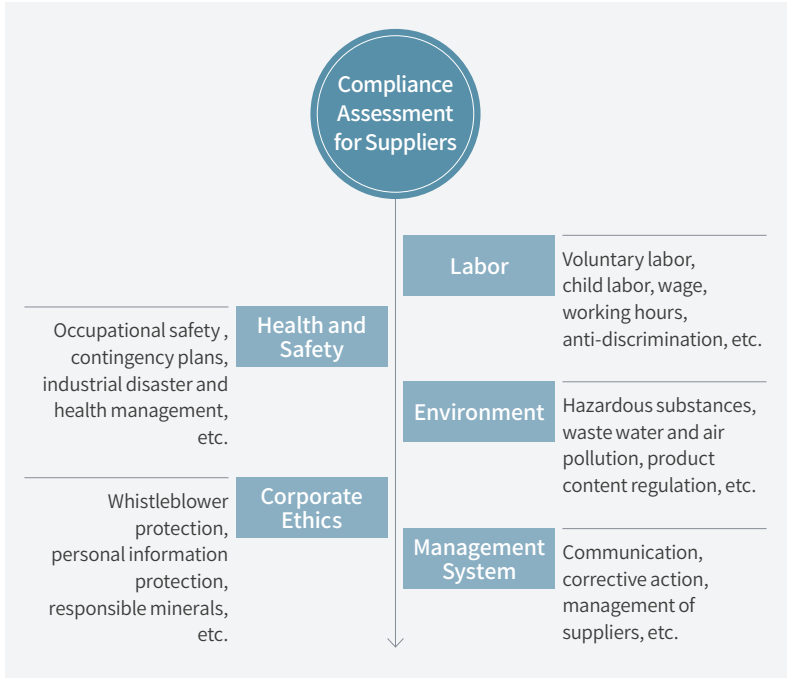 Compliance
Assessment
for Suppliers
Labor
Voluntary labor,
child labor, wage,
working hours,
anti-discrimination, etc.
Health and
Safety
Occupational safety ,
contingency plans,
industrial disaster and
health management,
etc.
Environment
Hazardous substances,
waste water and air
pollution, product
content regulation, etc.
Corporate
Ethics
Whistleblower
protection,
personal information
protection,
responsible minerals,
etc.
Management
System
Communication,
corrective action,
management of
suppliers, etc.